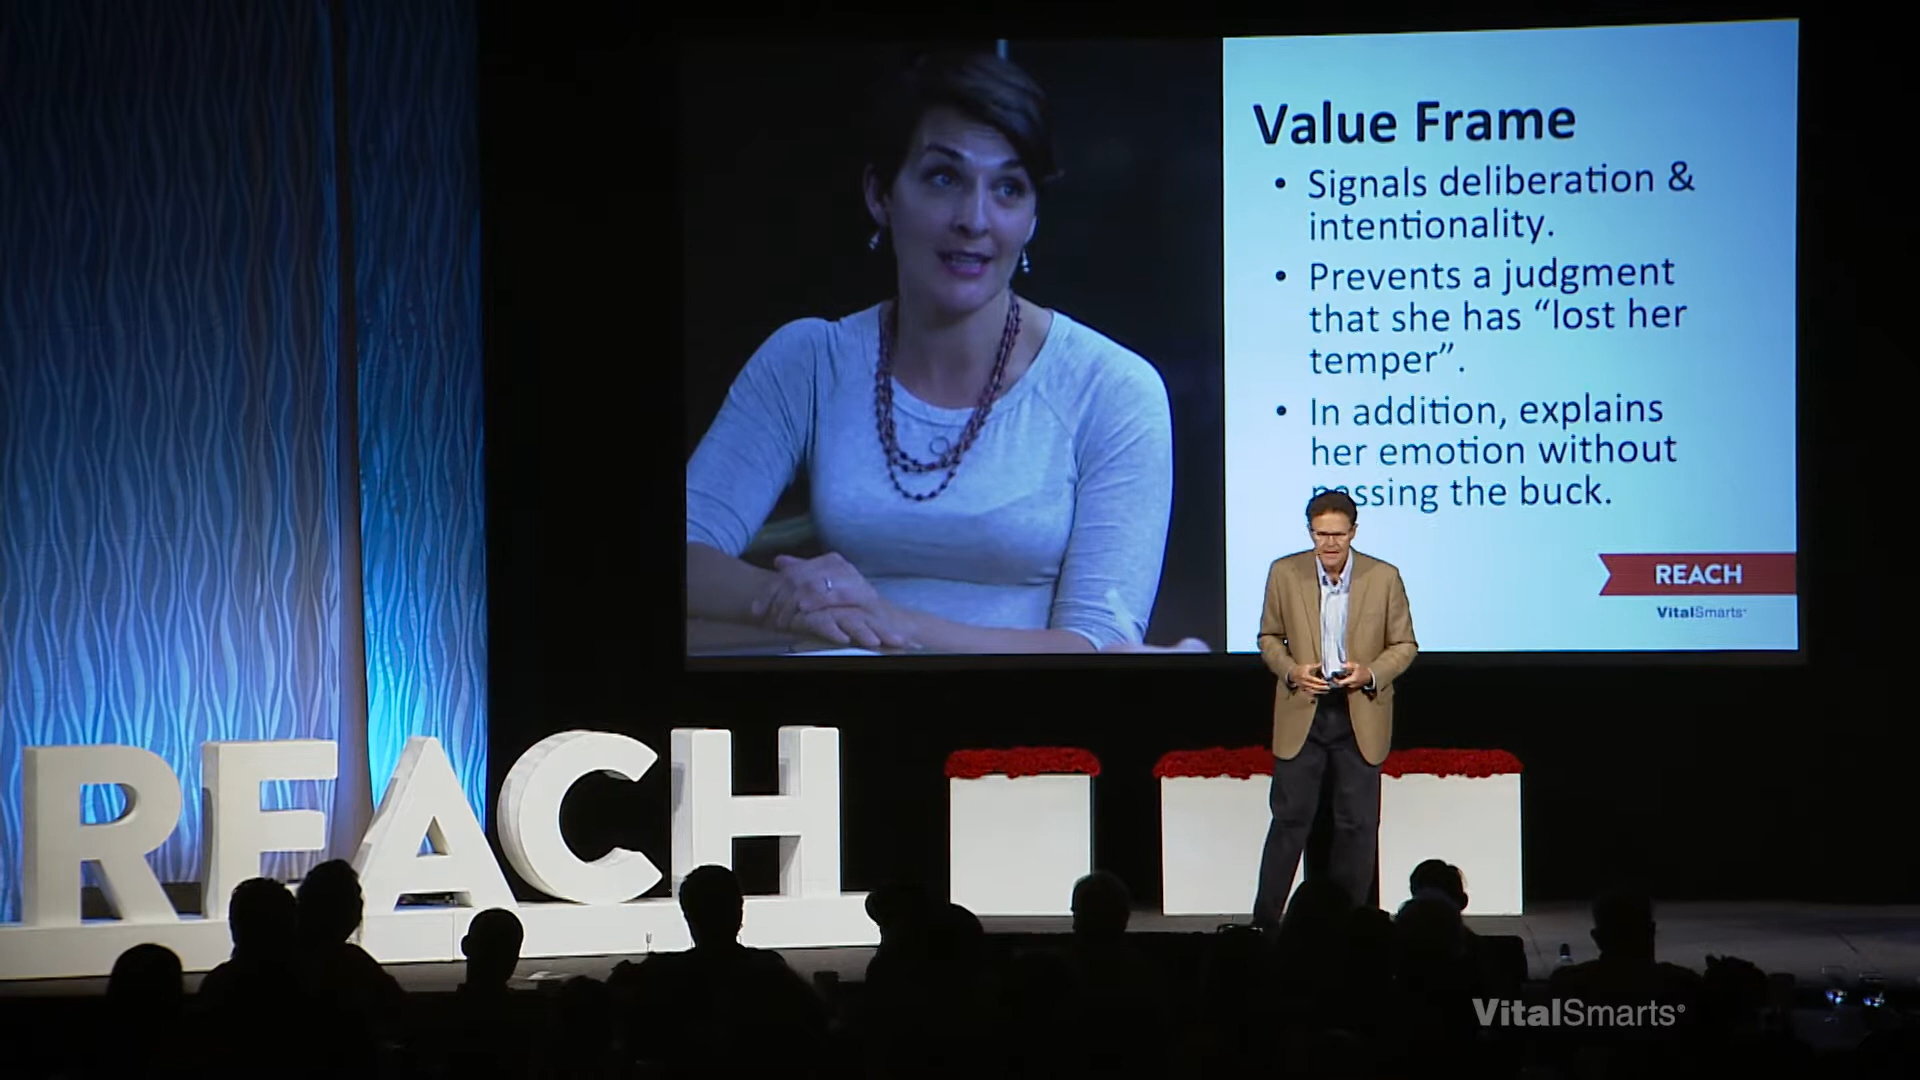 Value Frame
• Signals deliberation &
intentionality.
• Prevents a judgment
that she has “lost her
temper”.
• In addition, explains
her emotion without
passing the buck.
REACH
VitalSmarts
REACH
VitalSmarts®